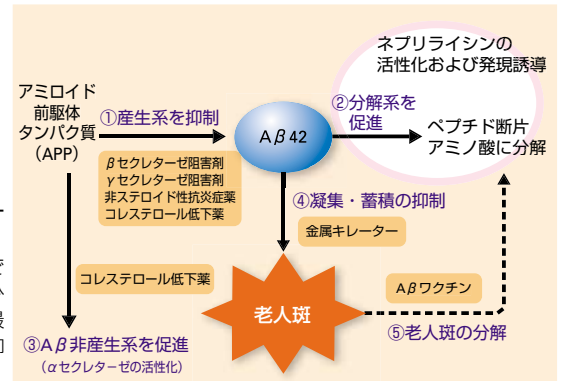 ネプリライシンの
活性化および発現誘導
アミロイド
前駆体
タンパク質
（APP）
①産生系を抑制
Aβ42
②分解系を
促進
ペプチド断片
アミノ酸に分解
βセクレターゼ阻害剤
γセクレターゼ阻害剤
非ステロイド性抗炎症薬
コレステロール低下薬
④凝集・蓄積の抑制
金属キレーター
コレステロール低下薬
Aβワクチン
老人斑
⑤老人斑の分解
③Aβ非産生系を促進
（αセクレターゼの活性化）